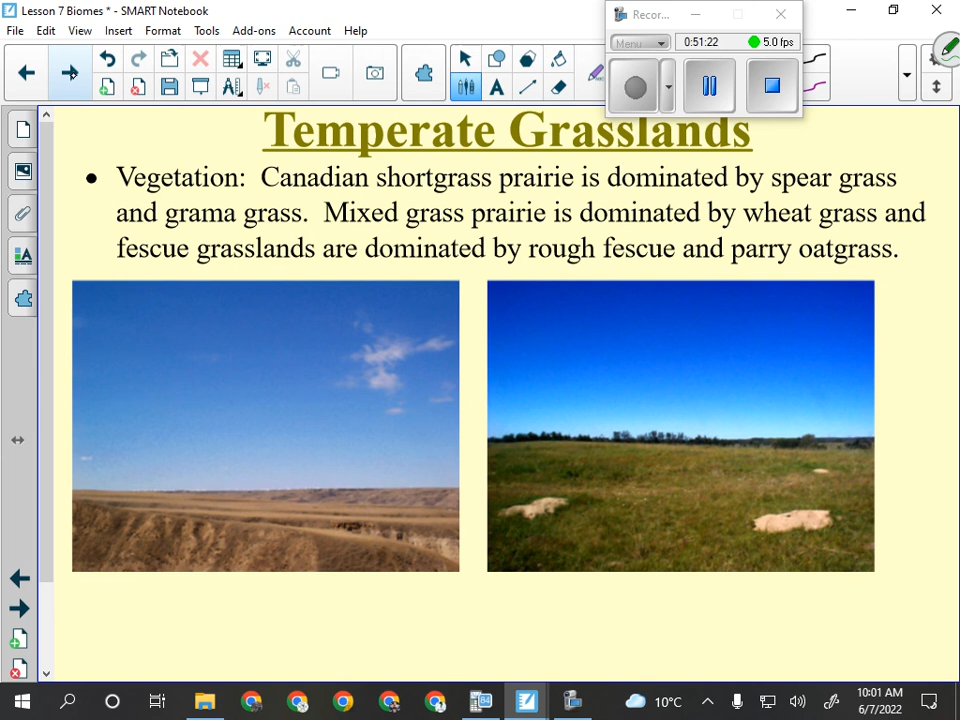 Lesson 7 Biomes * - SMART Notebook
Recor...
File Edit View Insert Format Tools Add-ons Account Help
Menu 0:51:22 5.0 fps
Temperate Grasslands
• Vegetation: Canadian shortgrass prairie is dominated by spear grass
and grama grass. Mixed grass prairie is dominated by wheat grass and
fescue grasslands are dominated by rough fescue and parry oatgrass.
10°C
10:01 AM
6/7/2022